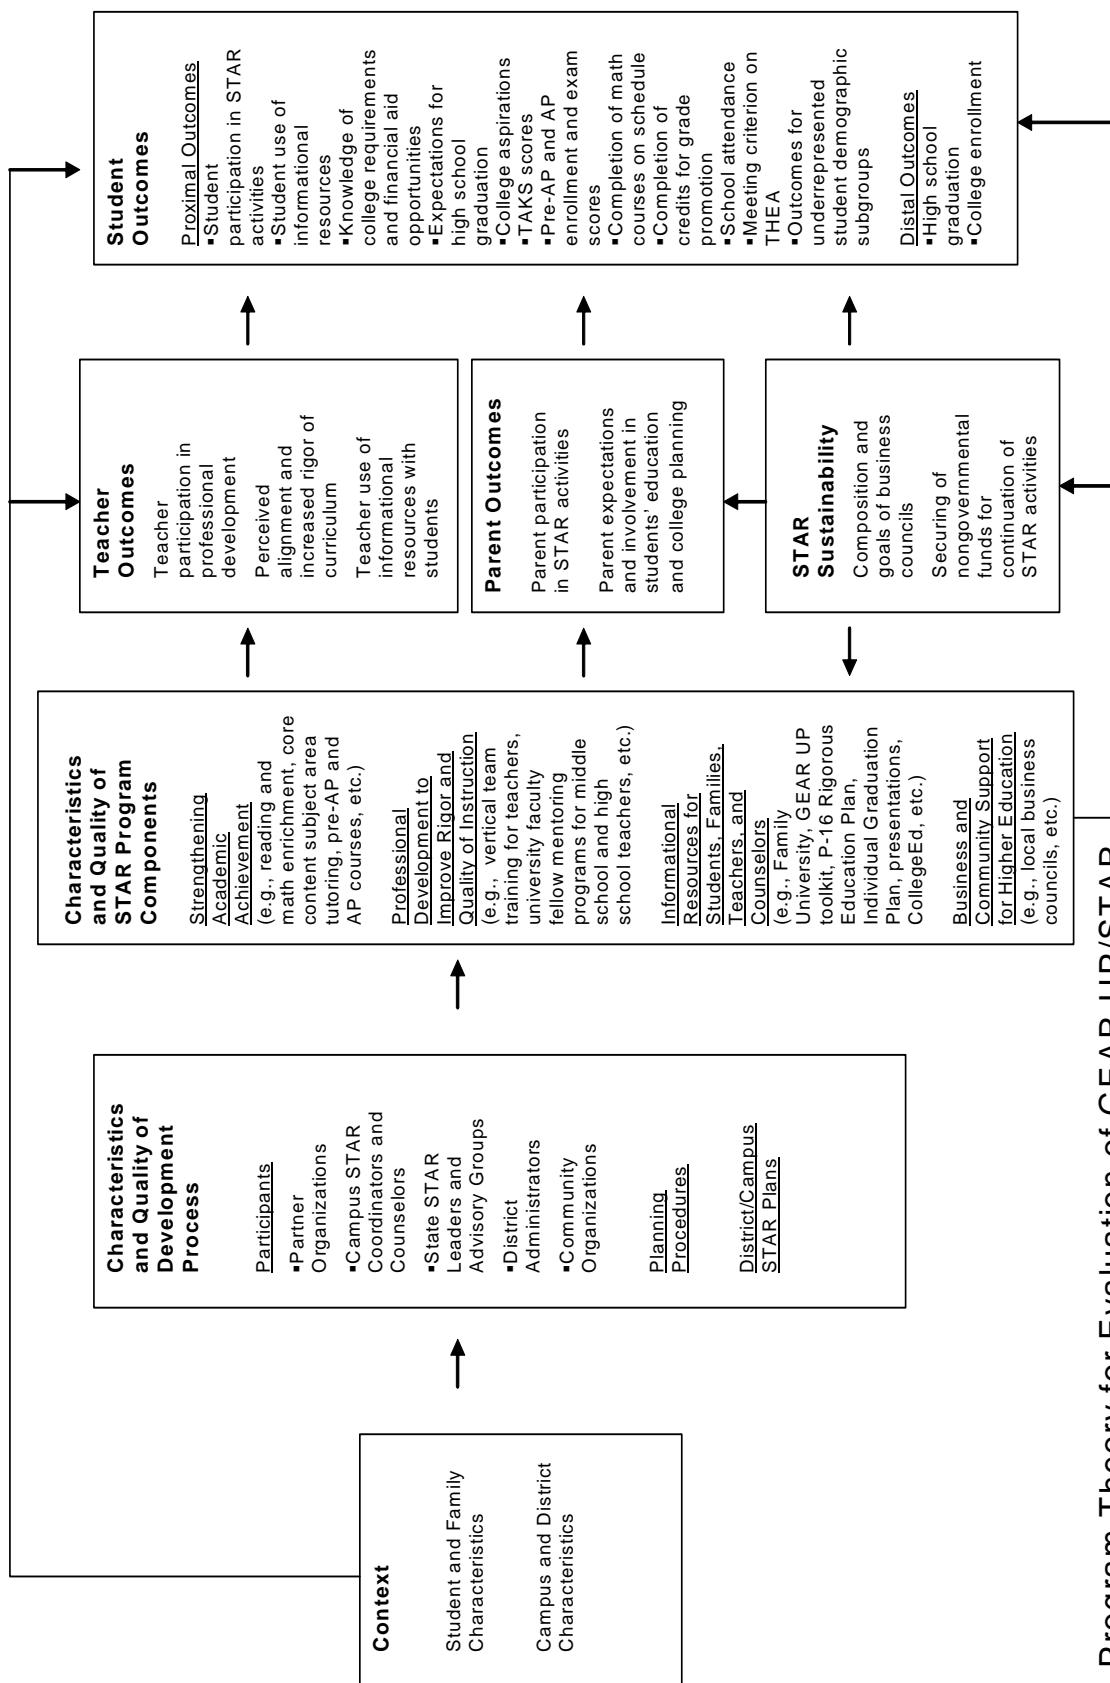 Context
Student and Family
Characteristics
Campus and District
Characteristics
Characteristics
and Quality of
Development
Process
Participants
▪Partner
Organizations
▪Campus STAR
Coordinators and
Counselors
▪State STAR
Leaders and
Advisory Groups
▪District
Administrators
▪Community
Organizations
Planning
Procedures
District/Campus
STAR Plans
Characteristics
and Quality of
STAR Program
Components
Strengthening
Academic
Achievement
(e.g., reading and
math enrichment, core
content subject area
tutoring, pre-AP and
AP courses, etc.)
Professional
Development to
Improve Rigor and
Quality of Instruction
(e.g., vertical team
training for teachers,
university faculty
fellow mentoring
programs for middle
school and high
school teachers, etc.)
Informational
Resources for
Students, Families,
Teachers, and
Counselors
(e.g., Family
University, GEAR UP
toolkit, P-16 Rigorous
Education Plan,
Individual Graduation
Plan, presentations,
CollegeEd, etc.)
Business and
Community Support
for Higher Education
(e.g., local business
councils, etc.)
Teacher
Outcomes
Teacher
participation in
professional
development
Perceived
alignment and
increased rigor of
curriculum
Teacher use of
informational
resources with
students
Parent Outcomes
Parent participation
in STAR activities
Parent expectations
and involvement in
students' education
and college planning
STAR
Sustainability
Composition and
goals of business
councils
Securing of
nongovernmental
funds for
continuation of
STAR activities
Student
Outcomes
Proximal Outcomes
▪Student
participation in STAR
activities
▪Student use of
informational
resources
▪Knowledge of
college requirements
and financial aid
opportunities
▪Expectations for
high school
graduation
▪College aspirations
▪TAKS scores
▪Pre-AP and AP
enrollment and exam
scores
▪Completion of math
courses on schedule
▪Completion of
credits for grade
promotion
▪School attendance
▪Meeting criterion on
THEA
▪Outcomes for
underrepresented
student demographic
subgroups
Distal Outcomes
▪High school
graduation
▪College enrollment
Program Theory for Evaluation of GEAR UP/STAR